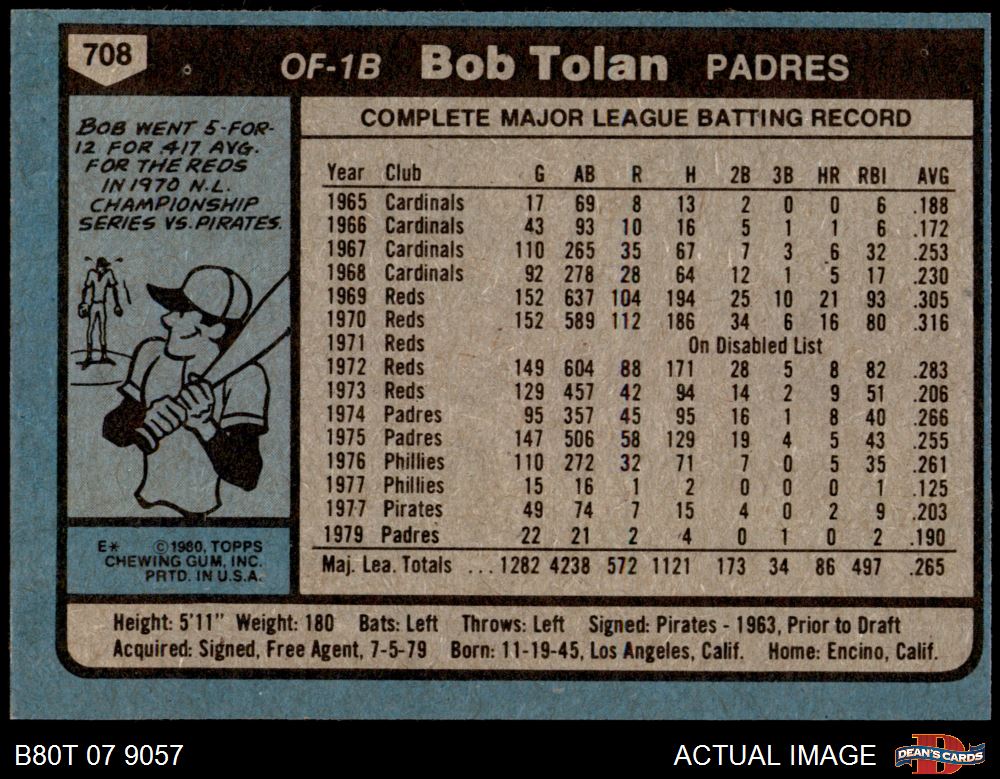 708
OF-1B Bob Tolan PADRES
BOB WENT 5-FOR-
12 FOR .417 AVG.
FOR THE REDS
IN 1970 N.L.
CHAMPIONSHIP
SERIES VS. PIRATES.
E* ©1980, TOPPS
CHEWING GUM, INC.
PRTD. IN U.S.A.
COMPLETE MAJOR LEAGUE BATTING RECORD
Year Club G AB R H 2B 3B HR RBI AVG
1965 Cardinals 17 69 8 13 2 0 0 6 .188
1966 Cardinals 43 93 10 16 5 1 1 6 .172
1967 Cardinals 110 265 35 67 7 3 6 32 .253
1968 Cardinals 92 278 28 64 12 1 5 17 .230
1969 Reds 152 637 104 194 25 10 21 93 .305
1970 Reds 152 589 112 186 34 6 16 80 .316
1971 Reds On Disabled List
1972 Reds 149 604 88 171 28 5 8 82 .283
1973 Reds 129 457 42 94 14 2 9 51 .206
1974 Padres 95 357 45 95 16 1 8 40 .266
1975 Padres 147 506 58 129 19 4 5 43 .255
1976 Phillies 110 272 32 71 7 0 5 35 .261
1977 Phillies 15 16 1 2 0 0 0 1 .125
1977 Pirates 49 74 7 15 4 0 2 9 .203
1979 Padres 22 21 2 4 0 1 0 2 .190
Maj. Lea. Totals ... 1282 4238 572 1121 173 34 86 497 .265
Height: 5'11" Weight: 180 Bats: Left Throws: Left Signed: Pirates - 1963, Prior to Draft
Acquired: Signed, Free Agent, 7-5-79 Born: 11-19-45, Los Angeles, Calif. Home: Encino, Calif.
B80T 07 9057 ACTUAL IMAGE DEAN'S CARDS